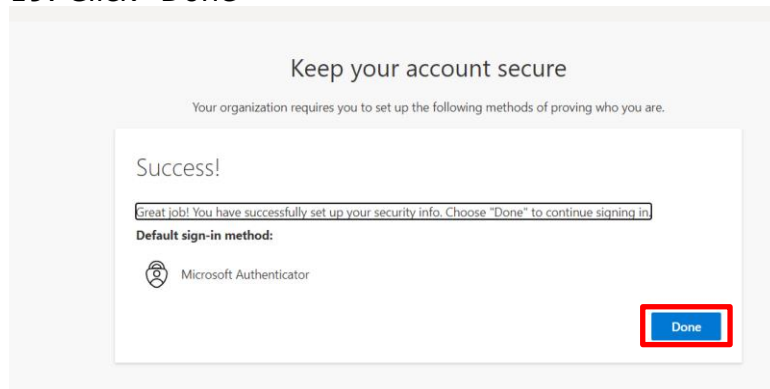 Keep your account secure
Your organization requires you to set up the following methods of proving who you are.
Success!
Great job! You have successfully set up your security info. Choose "Done" to continue signing in.
Default sign-in method:
Microsoft Authenticator
Done